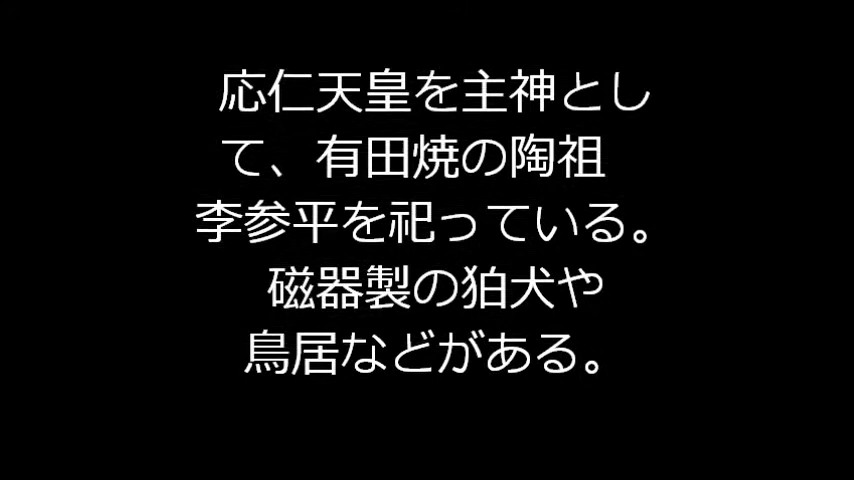 応仁天皇を主神とし
て、有田焼の陶祖
李参平を祀っている。
磁器製の狛犬や
鳥居などがある。